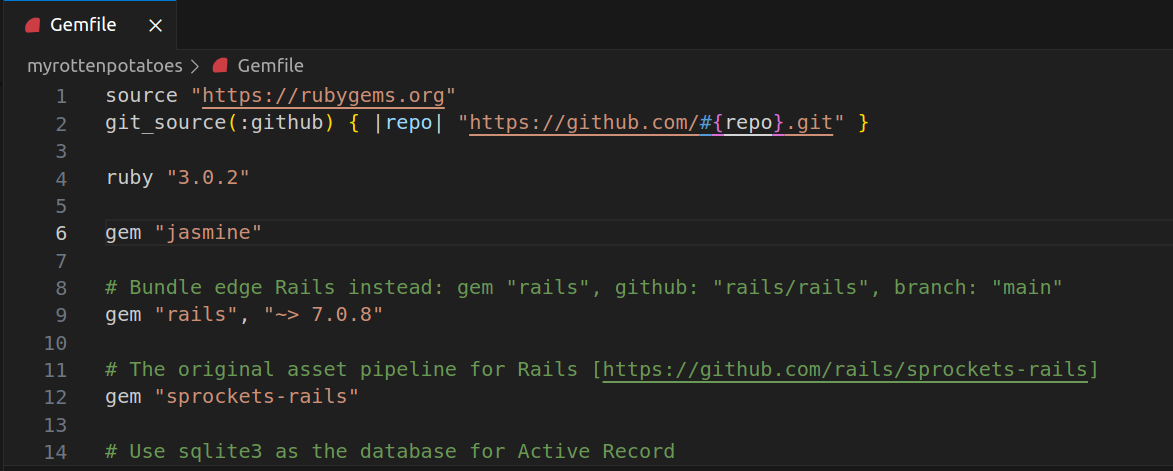 Gemfile
myrottenpotatoes > Gemfile
1 source "https://rubygems.org"
2 git_source(:github) { |repo| "https://github.com/#{repo}.git" }
3
4 ruby "3.0.2"
5
6 gem "jasmine"
7
8 # Bundle edge Rails instead: gem "rails", github: "rails/rails", branch: "main"
9 gem "rails", "~> 7.0.8"
10
11 # The original asset pipeline for Rails [https://github.com/rails/sprockets-rails]
12 gem "sprockets-rails"
13
14 # Use sqlite3 as the database for Active Record